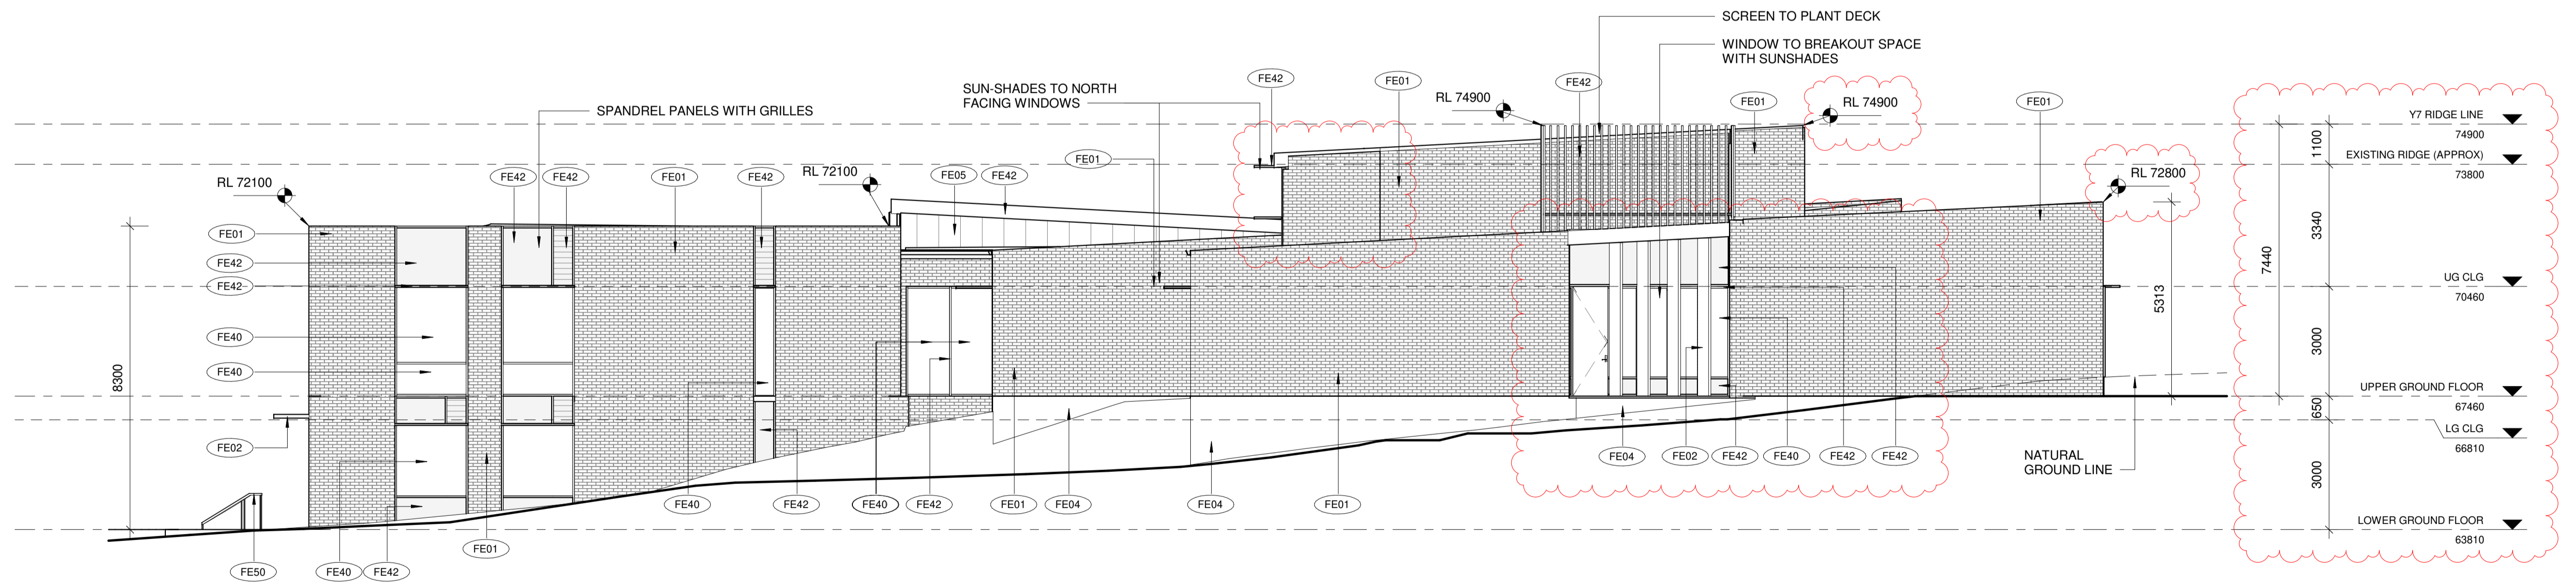 SCREEN TO PLANT DECK
WINDOW TO BREAKOUT SPACE
WITH SUNSHADES
SUN-SHADES TO NORTH
FACING WINDOWS
SPANDREL PANELS WITH GRILLES
FE42
FE01
FE42
RL 74900
FE01
RL 74900
FE01
Y7 RIDGE LINE
74900
1100
EXISTING RIDGE (APPROX)
73800
FE01
RL 72100
FE42
FE42
FE01
FE42
RL 72100
FE05
FE42
RL 72800
FE01
FE42
FE42
FE40
FE40
FE02
8300
3340
7440
UG CLG
70460
5313
3000
UPPER GROUND FLOOR
67460
650
LG CLG
66810
3000
LOWER GROUND FLOOR
63810
NATURAL
GROUND LINE
FE04
FE02
FE42
FE40
FE42
FE42
FE40
FE42
FE40
FE42
FE01
FE04
FE04
FE01
FE01
FE50
FE40
FE42